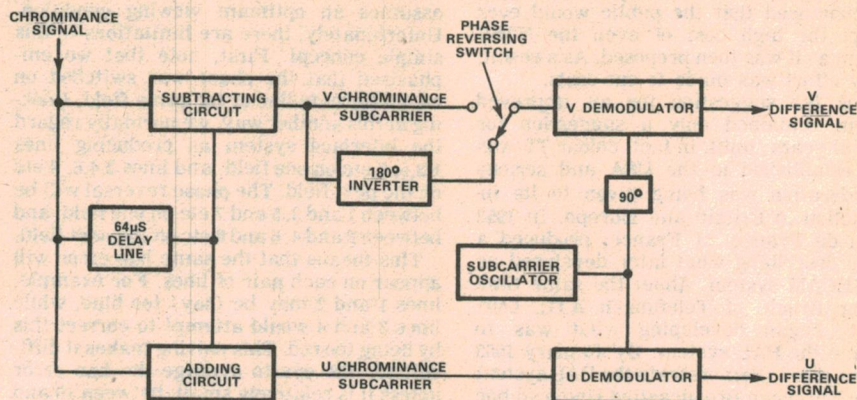 CHROMINANCE
SIGNAL
PHASE
REVERSING
SWITCH
SUBTRACTING
CIRCUIT
V CHROMINANCE
SUBCARRIER
V DEMODULATOR
V
DIFFERENCE
SIGNAL
180°
INVERTER
90°
64µS
DELAY
LINE
SUBCARRIER
OSCILLATOR
ADDING
CIRCUIT
U CHROMINANCE
SUBCARRIER
U DEMODULATOR
U
DIFFERENCE
SIGNAL